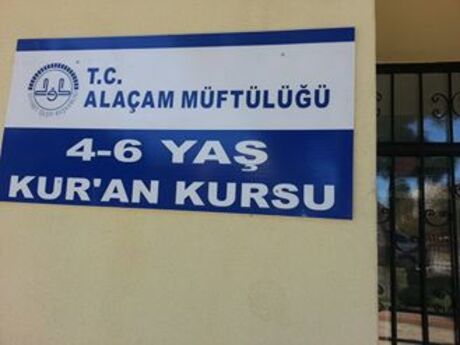 T.C.
ALAÇAM MÜFTÜLÜĞÜ
4-6 YAŞ
KUR'AN KURSU